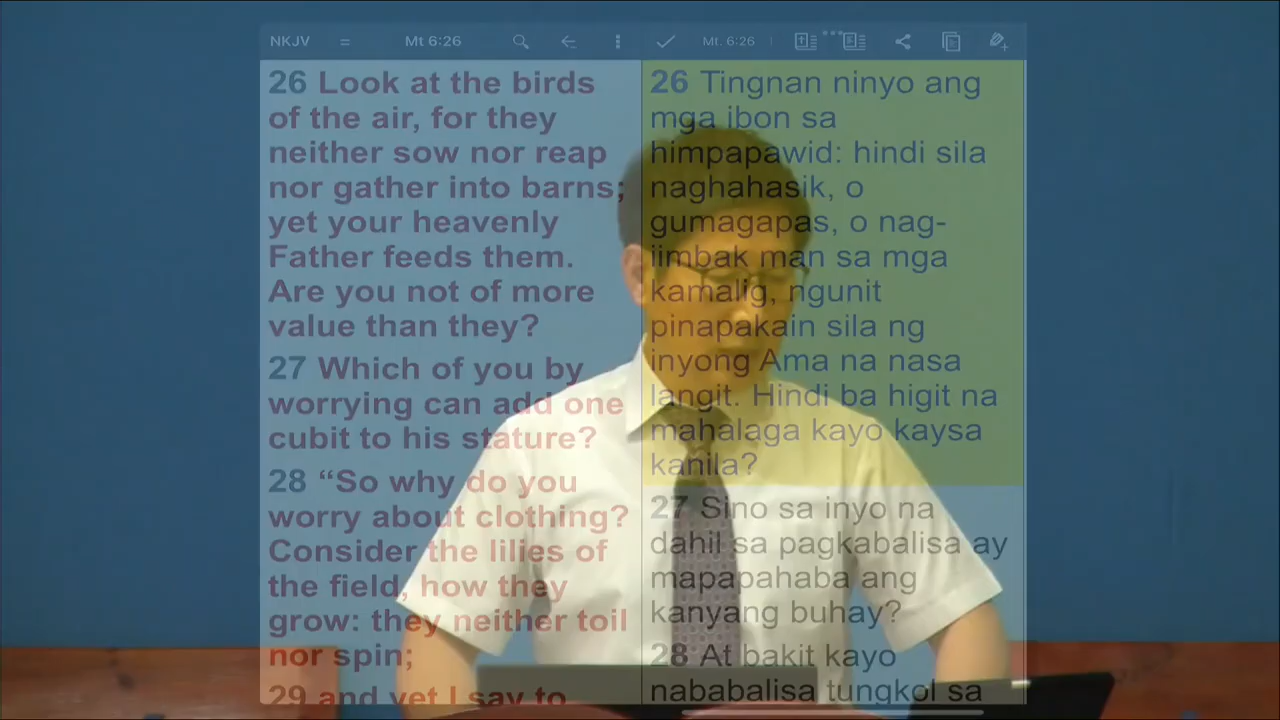 NKJV = Mt 6:26
Mt. 6:26
26 Look at the birds
of the air, for they
neither sow nor reap
nor gather into barns;
yet your heavenly
Father feeds them.
Are you not of more
value than they?
27 Which of you by
worrying can add one
cubit to his stature?
28 “So why do you
worry about clothing?
Consider the lilies of
the field, how they
grow: they neither toil
nor spin;
29 and yet I say to
26 Tingnan ninyo ang
mga ibon sa
himpapawid: hindi sila
naghahasik, o
gumagapas, o nag-
iimbak man sa mga
kamalig, ngunit
pinapakain sila ng
inyong Ama na nasa
langit. Hindi ba higit na
mahalaga kayo kaysa
kanila?
27 Sino sa inyo na
dahil sa pagkabalisa ay
mapapahaba ang
kanyang buhay?
28 At bakit kayo
nababalisa tungkol sa